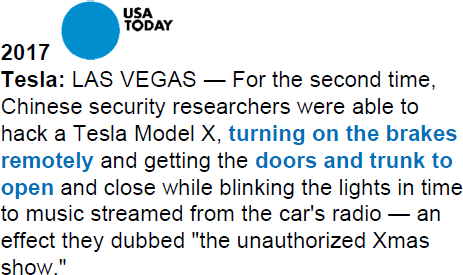 USA
TODAY
2017
Tesla: LAS VEGAS — For the second time,
Chinese security researchers were able to
hack a Tesla Model X, turning on the brakes
remotely and getting the doors and trunk to
open and close while blinking the lights in time
to music streamed from the car's radio — an
effect they dubbed "the unauthorized Xmas
show."